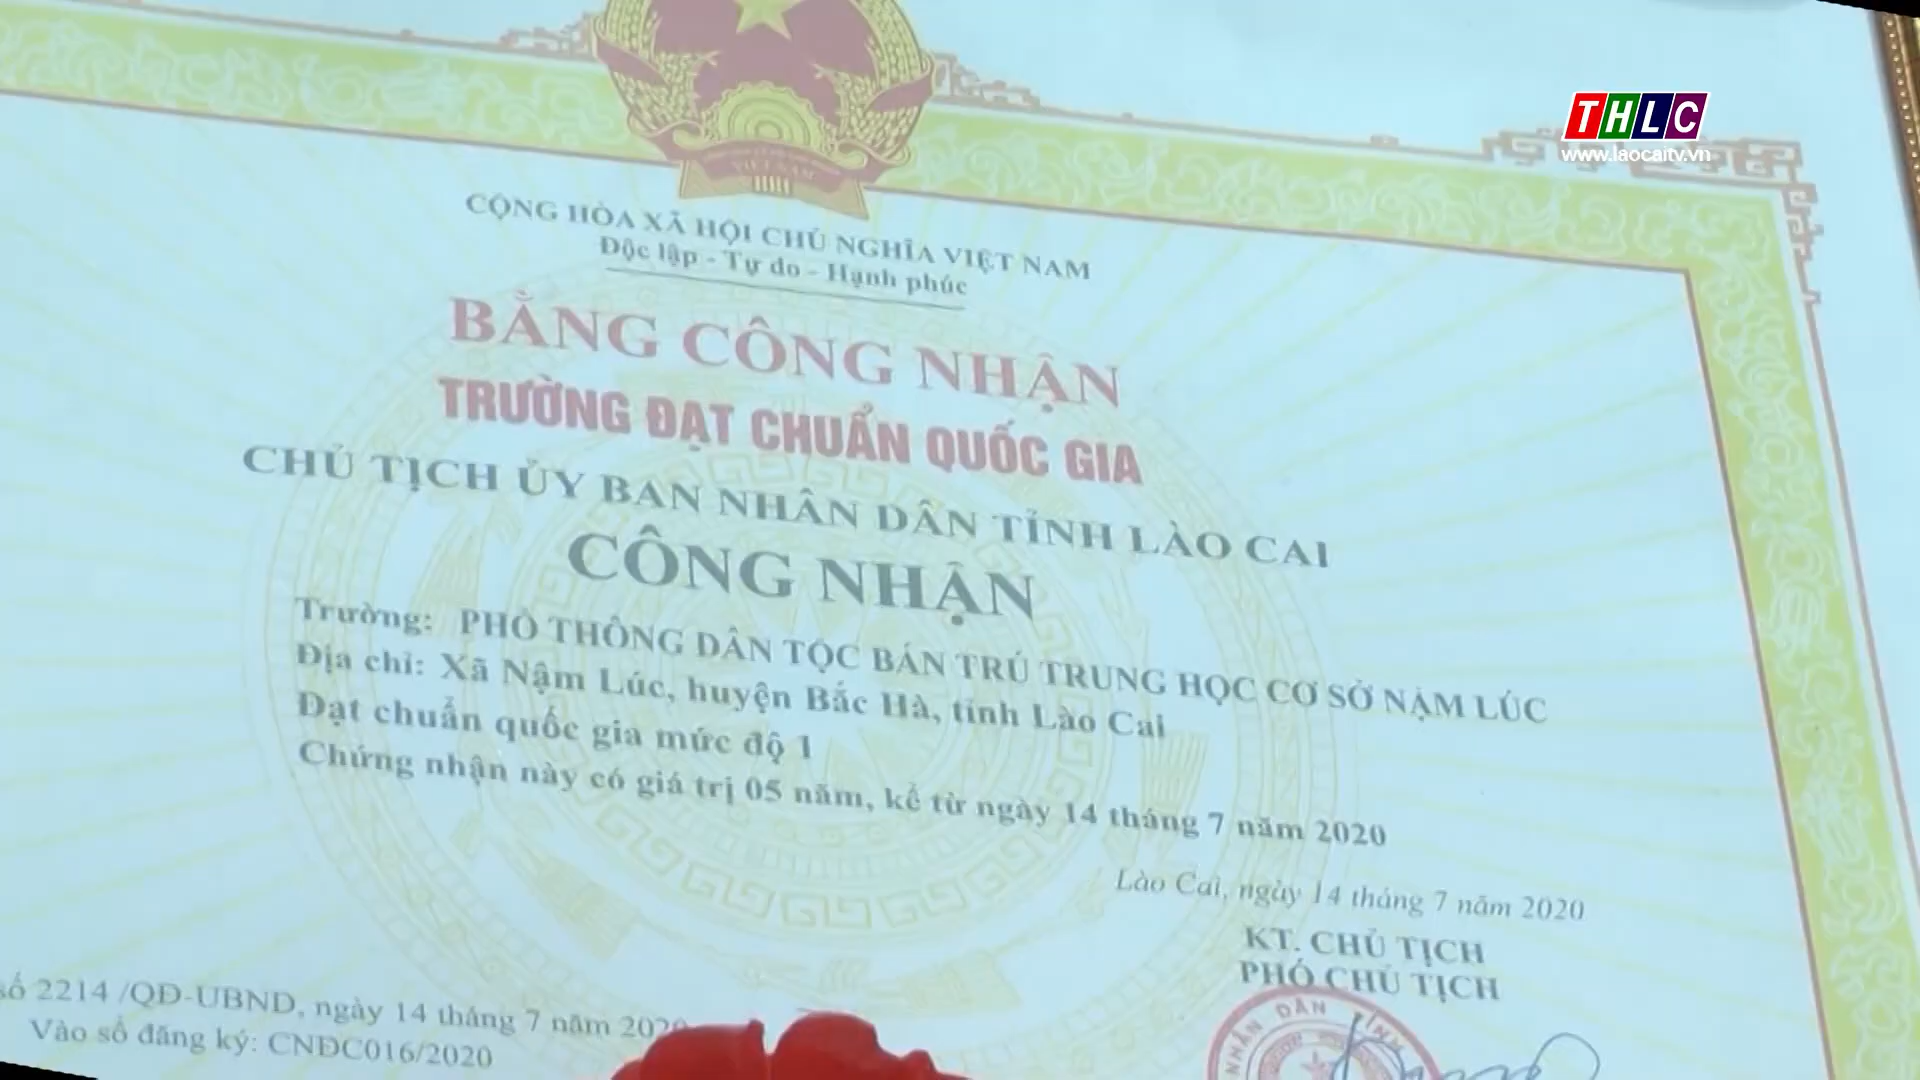 THLC
www.laocaitv.vn
VIỆT NAM
CỘNG HÒA XÃ HỘI CHỦ NGHĨA VIỆT NAM
Độc lập - Tự do - Hạnh phúc
BẰNG CÔNG NHẬN
TRƯỜNG ĐẠT CHUẨN QUỐC GIA
CHỦ TỊCH ỦY BAN NHÂN DÂN TỈNH LÀO CAI
CÔNG NHẬN
Trường: PHỔ THÔNG DÂN TỘC BÁN TRÚ TRUNG HỌC CƠ SỞ NẬM LÚC
Địa chỉ: Xã Nậm Lúc, huyện Bắc Hà, tỉnh Lào Cai
Đạt chuẩn quốc gia mức độ 1
Chứng nhận này có giá trị 05 năm, kể từ ngày 14 tháng 7 năm 2020
Lào Cai, ngày 14 tháng 7 năm 2020
KT. CHỦ TỊCH
PHÓ CHỦ TỊCH
số 2214 /QĐ-UBND, ngày 14 tháng 7 năm 2020
Vào sổ đăng ký: CNĐC016/2020
NHÂN DÂN TỈNH